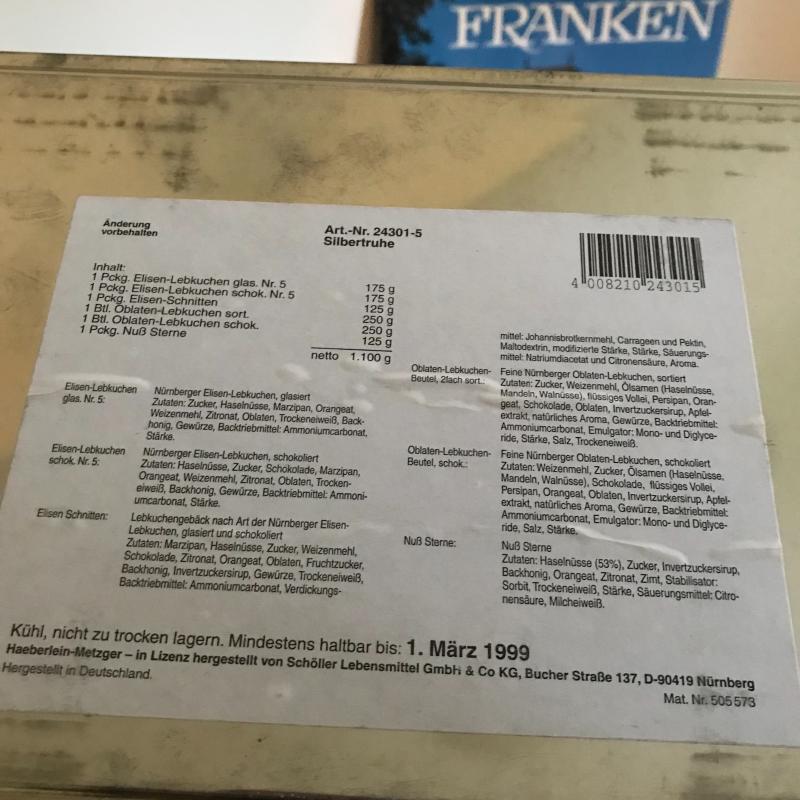 FRANKEN
Änderung
vorbehalten
Art.-Nr. 24301-5
Silbertruhe
4 008210 243015
Inhalt:
1 Pckg. Elisen-Lebkuchen glas. Nr. 5 175 g
1 Pckg. Elisen-Lebkuchen schok. Nr. 5 175 g
1 Pckg. Elisen-Schnitten 125 g
1 Btl. Oblaten-Lebkuchen sort. 250 g
1 Btl. Oblaten-Lebkuchen schok. 250 g
1 Pckg. Nuß Sterne 125 g
netto 1.100 g
Elisen-Lebkuchen
glas. Nr. 5:
Nürnberger Elisen-Lebkuchen, glasiert
Zutaten: Zucker, Haselnüsse, Marzipan, Orangeat,
Weizenmehl, Zitronat, Oblaten, Trockeneiweiß, Back-
honig, Gewürze, Backtriebmittel: Ammoniumcarbonat,
Stärke.
Elisen-Lebkuchen
schok. Nr. 5:
Nürnberger Elisen-Lebkuchen, schokoliert
Zutaten: Haselnüsse, Zucker, Schokolade, Marzipan,
Orangeat, Weizenmehl, Zitronat, Oblaten, Trocken-
eiweiß, Backhonig, Gewürze, Backtriebmittel: Ammoni-
umcarbonat, Stärke.
Elisen Schnitten:
Lebkuchengebäck nach Art der Nürnberger Elisen-
Lebkuchen, glasiert und schokoliert
Zutaten: Marzipan, Haselnüsse, Zucker, Weizenmehl,
Schokolade, Zitronat, Orangeat, Oblaten, Fruchtzucker,
Backhonig, Invertzuckersirup, Gewürze, Trockeneiweiß,
Backtriebmittel: Ammoniumcarbonat, Verdickungs-
mittel: Johannisbrotkernmehl, Carrageen und Pektin,
Maltodextrin, modifizierte Stärke, Stärke, Säuerungs-
mittel: Natriumdiacetat und Citronensäure, Aroma.
Oblaten-Lebkuchen-
Beutel, 2fach sort.:
Feine Nürnberger Oblaten-Lebkuchen, sortiert
Zutaten: Zucker, Weizenmehl, Ölsamen (Haselnüsse,
Mandeln, Walnüsse), flüssiges Vollei, Persipan, Oran-
geat, Schokolade, Oblaten, Invertzuckersirup, Apfel-
extrakt, natürliches Aroma, Gewürze, Backtriebmittel:
Ammoniumcarbonat, Emulgator: Mono- und Diglyce-
ride, Stärke, Salz, Trockeneiweiß.
Oblaten-Lebkuchen-
Beutel, schok.:
Feine Nürnberger Oblaten-Lebkuchen, schokoliert
Zutaten: Weizenmehl, Zucker, Ölsamen (Haselnüsse,
Mandeln, Walnüsse), Schokolade, flüssiges Vollei,
Persipan, Orangeat, Oblaten, Invertzuckersirup, Apfel-
extrakt, natürliches Aroma, Gewürze, Backtriebmittel:
Ammoniumcarbonat, Emulgator: Mono- und Diglyce-
ride, Salz, Stärke.
Nuß Sterne:
Nuß Sterne
Zutaten: Haselnüsse (53%), Zucker, Invertzuckersirup,
Backhonig, Orangeat, Zitronat, Zimt, Stabilisator:
Sorbit, Trockeneiweiß, Stärke, Säuerungsmittel: Citro-
nensäure, Milcheiweiß.
Kühl, nicht zu trocken lagern. Mindestens haltbar bis: 1. März 1999
Haeberlein-Metzger – in Lizenz hergestellt von Schöller Lebensmittel GmbH & Co KG, Bucher Straße 137, D-90419 Nürnberg
Hergestellt in Deutschland.
Mat. Nr. 505 573